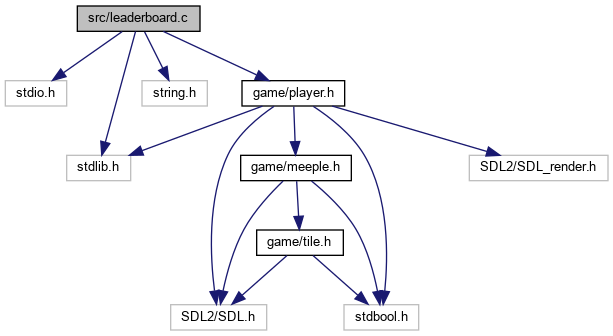 src/leaderboard.c
stdio.h
string.h
game/player.h
stdlib.h
game/meeple.h
SDL2/SDL_render.h
game/tile.h
SDL2/SDL.h
stdbool.h